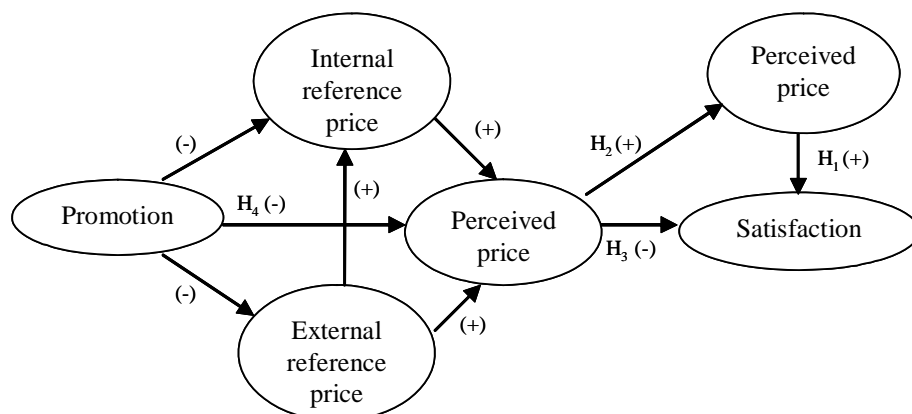 Internal
reference
price
Perceived
price
(-)
(+)
H2 (+)
H1 (+)
(+)
Promotion
H4 (-)
Perceived
price
H3 (-)
Satisfaction
(-)
(+)
External
reference
price